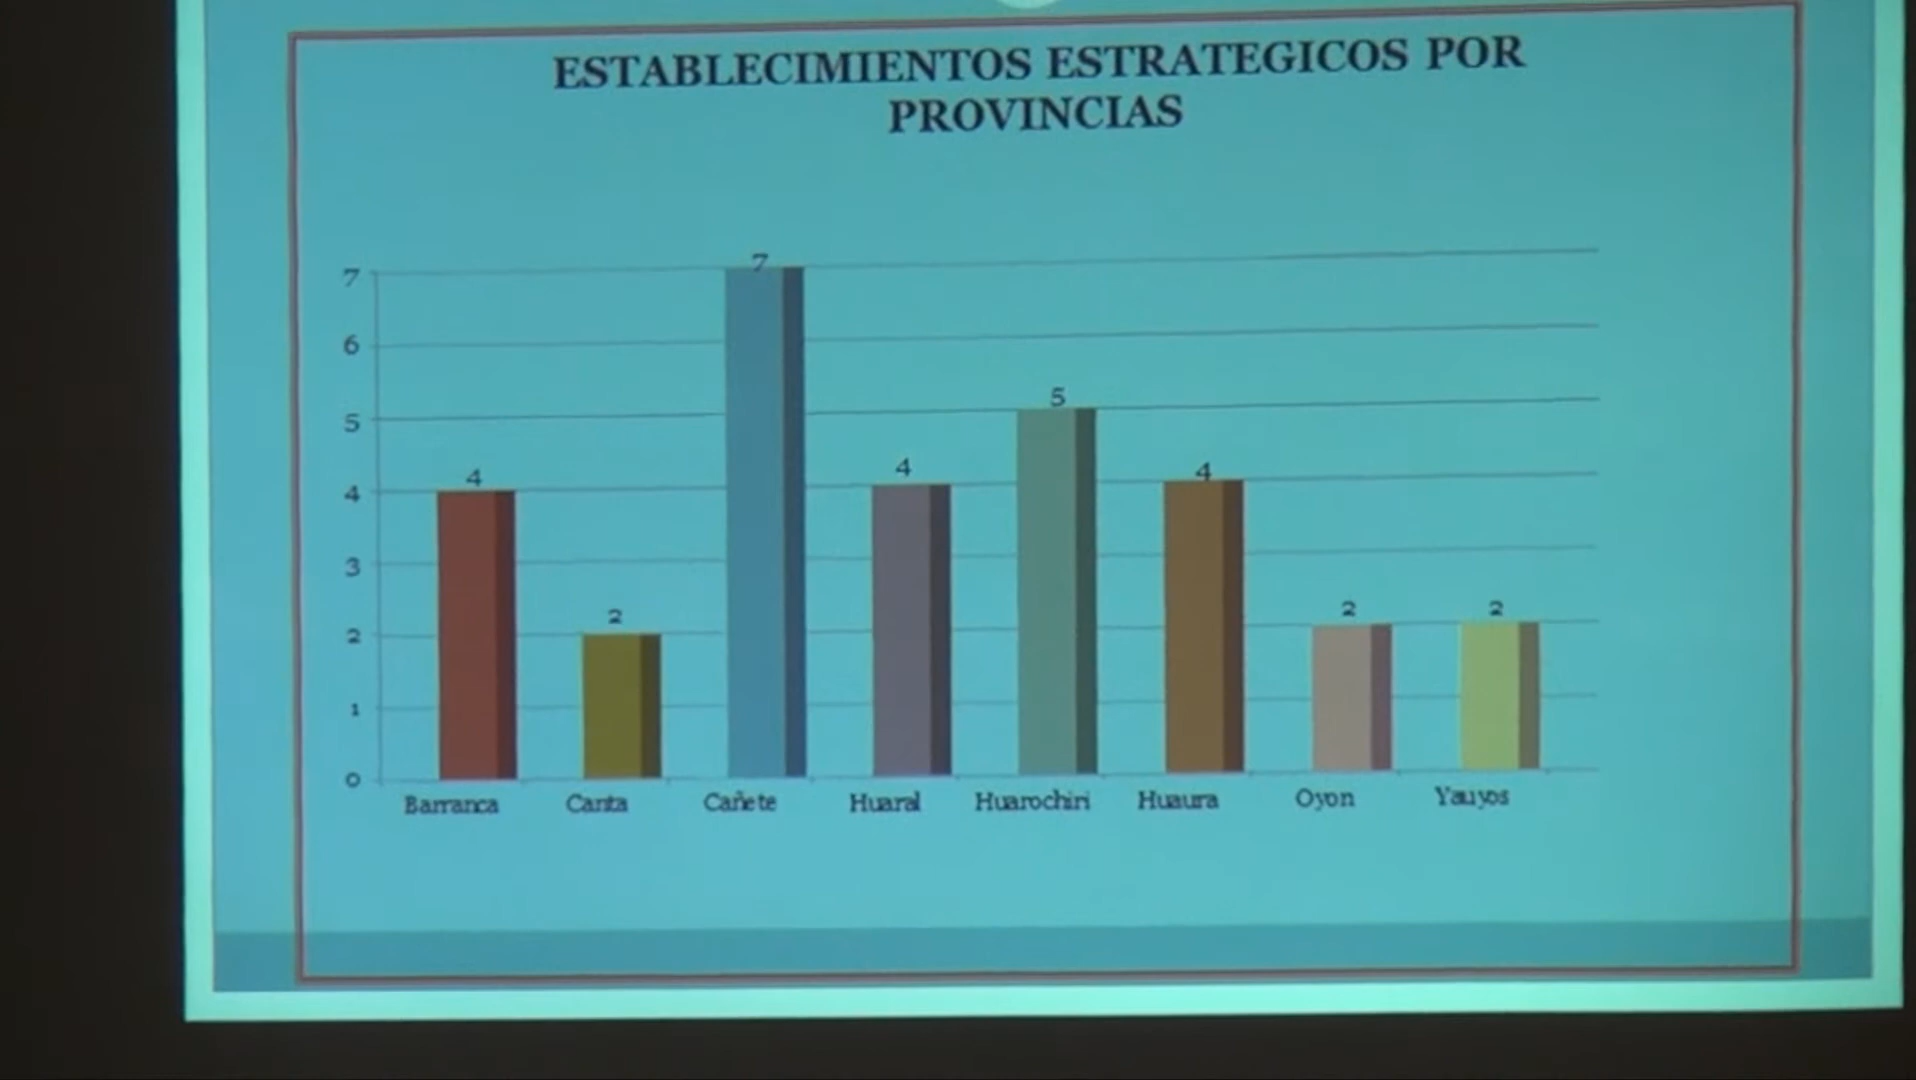 ESTABLECIMIENTOS ESTRATEGICOS POR
PROVINCIAS
7
6
5
4
3
2
1
0
4
2
7
4
5
4
2
2
Barranca
Canta
Cañete
Huaral
Huarochiri
Huaura
Oyon
Yauyos